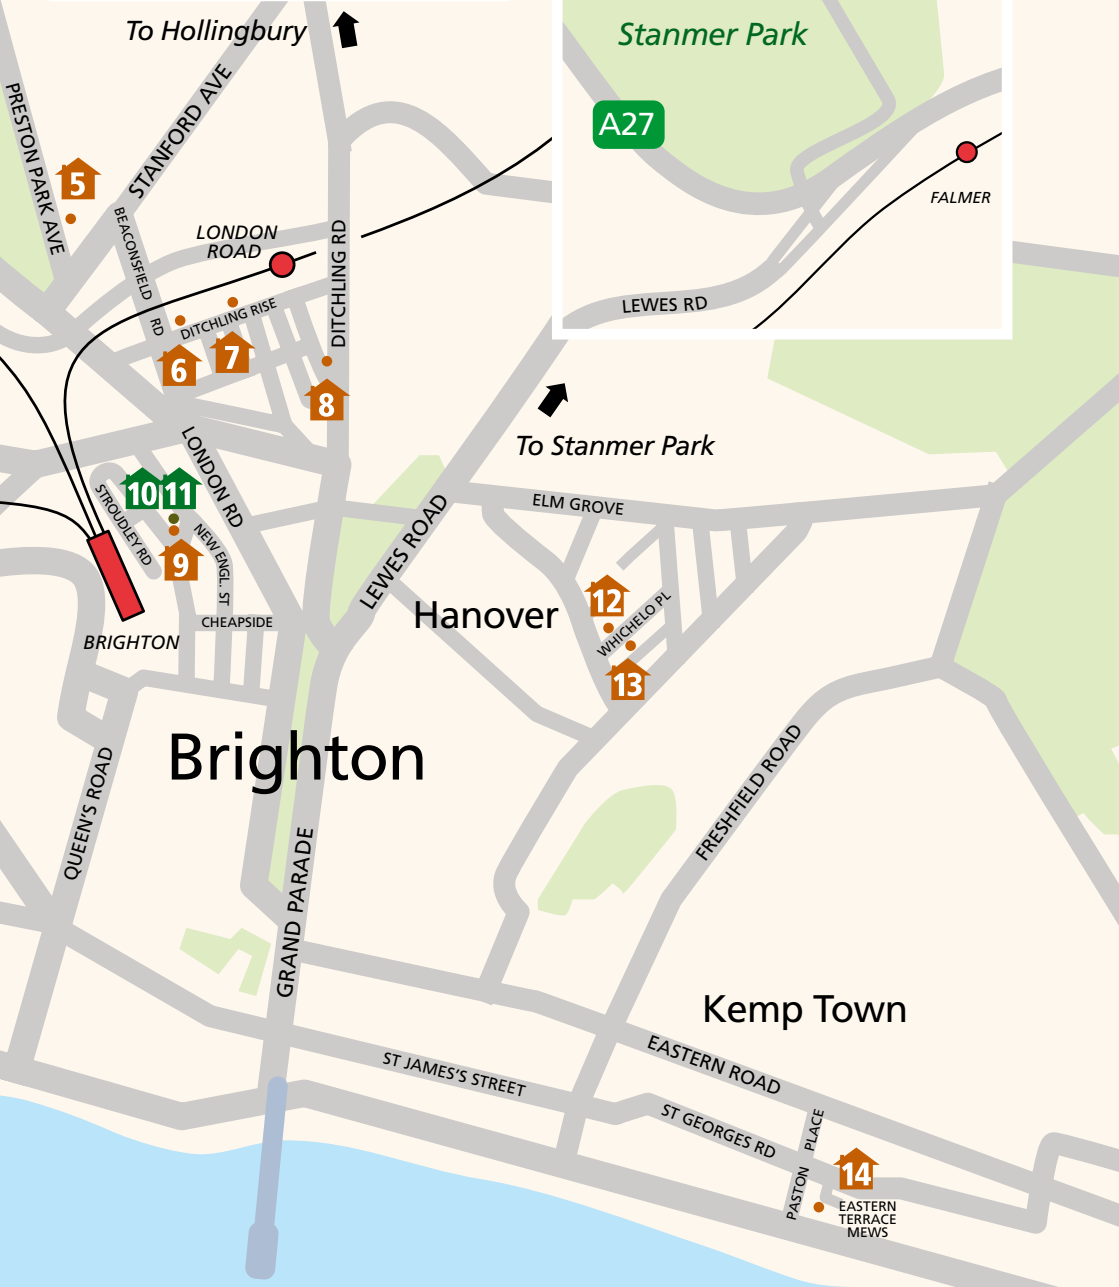 To Hollingbury
Stanmer Park
A27
FALMER
LEWES RD
PRESTON PARK AVE
STANFORD AVE
5
BEACONSFIELD
RD
LONDON
ROAD
DITCHLING RD
DITCHLING RISE
6
7
8
To Stanmer Park
LONDON RD
10
11
STROUDLEY RD
NEW ENGL. ST
9
CHEAPSIDE
BRIGHTON
ELM GROVE
LEWES ROAD
Hanover
12
WHICHELO PL
13
Brighton
QUEEN'S ROAD
GRAND PARADE
FRESHFIELD ROAD
Kemp Town
EASTERN ROAD
ST JAMES'S STREET
ST GEORGES RD
PASTON PLACE
14
EASTERN
TERRACE
MEWS